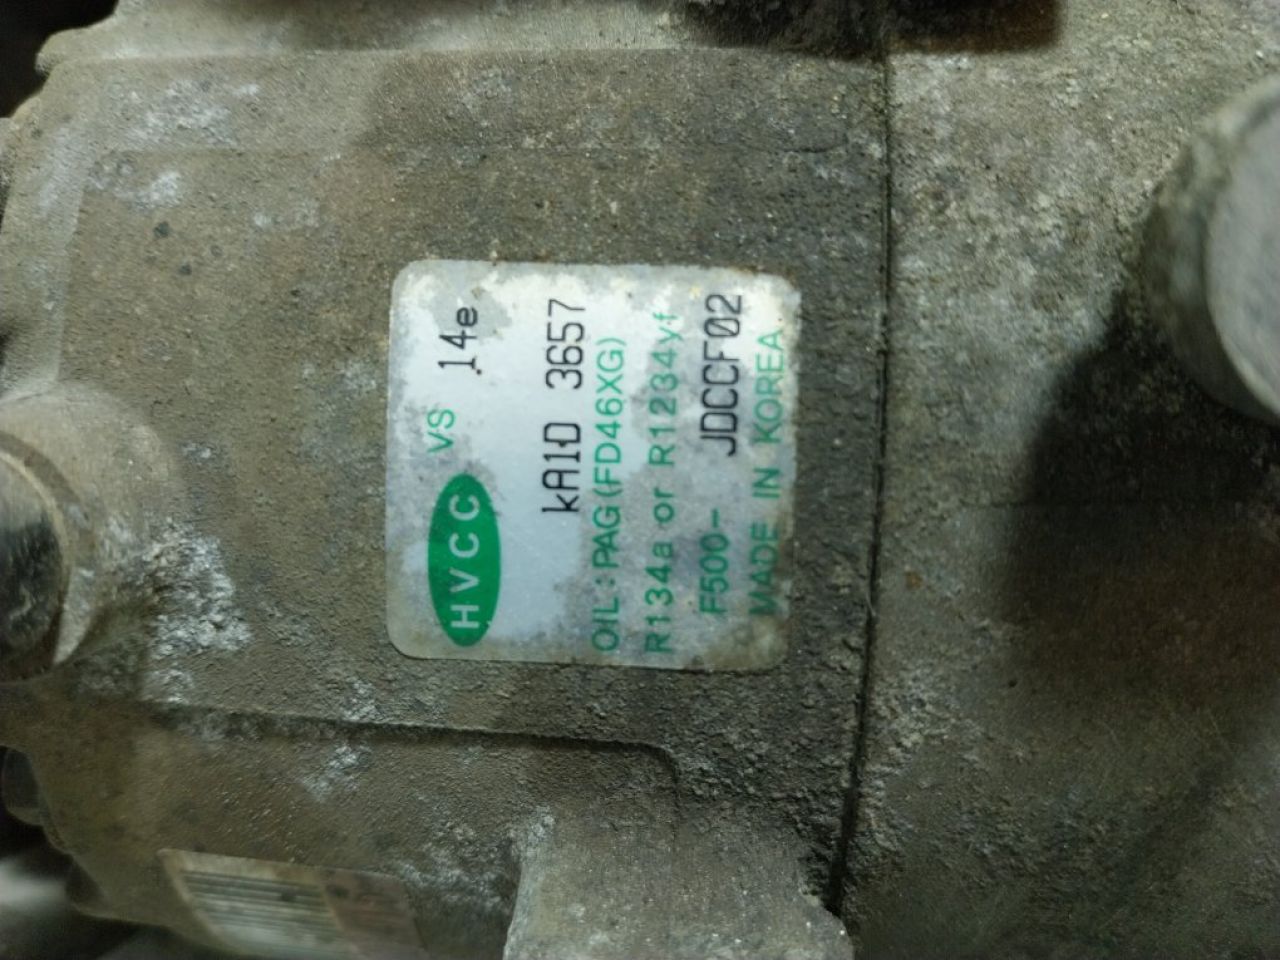 HVCC VS 14e
kA1D 3657
OIL:PAG(FD46XG)
R134a or R1234yf
F500- JDCCF02
MADE IN KOREA